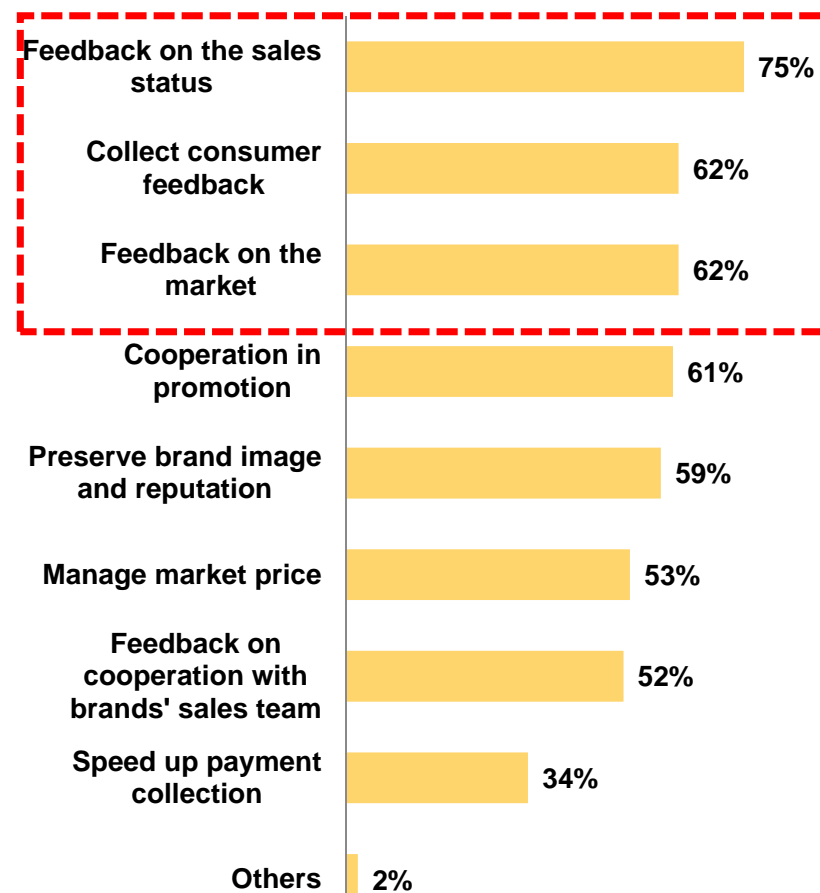 Feedback on the sales
status
75%
Collect consumer
feedback
62%
Feedback on the
market
62%
Cooperation in
promotion
61%
Preserve brand image
and reputation
59%
Manage market price
53%
Feedback on
cooperation with
brands' sales team
52%
Speed up payment
collection
34%
Others
2%